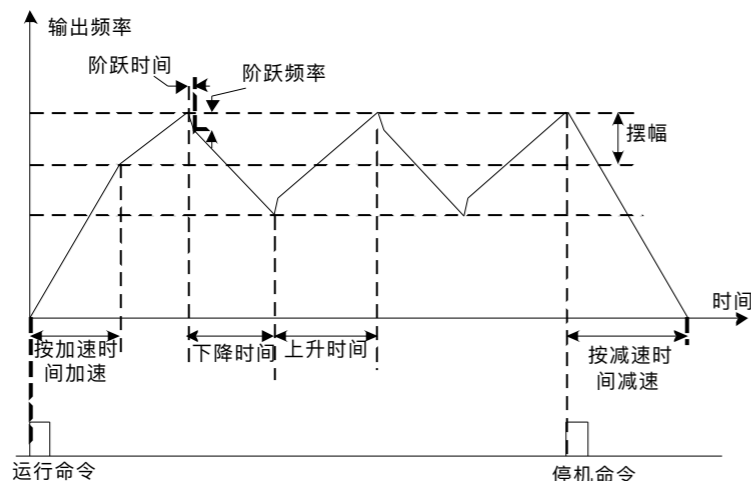 输出频率
阶跃时间
阶跃频率
摆幅
时间
按加速时
间加速
下降时间
上升时间
按减速时
间减速
运行命令
停机命令